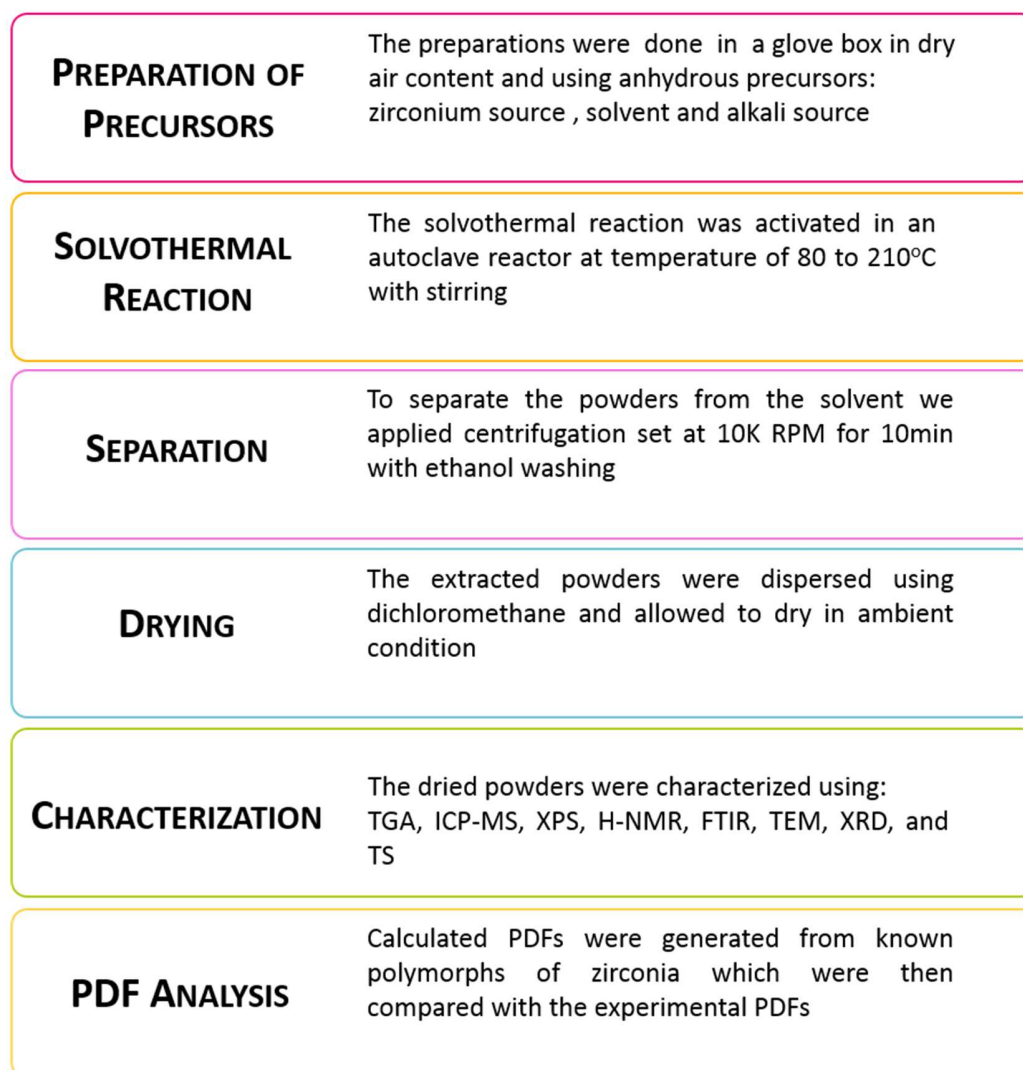 PREPARATION OF
PRECURSORS
The preparations were done in a glove box in dry
air content and using anhydrous precursors:
zirconium source , solvent and alkali source
SOLVOTHERMAL
REACTION
The solvothermal reaction was activated in an
autoclave reactor at temperature of 80 to 210°C
with stirring
SEPARATION
To separate the powders from the solvent we
applied centrifugation set at 10K RPM for 10min
with ethanol washing
DRYING
The extracted powders were dispersed using
dichloromethane and allowed to dry in ambient
condition
CHARACTERIZATION
The dried powders were characterized using:
TGA, ICP-MS, XPS, H-NMR, FTIR, TEM, XRD, and
TS
PDF ANALYSIS
Calculated PDFs were generated from known
polymorphs of zirconia which were then
compared with the experimental PDFs